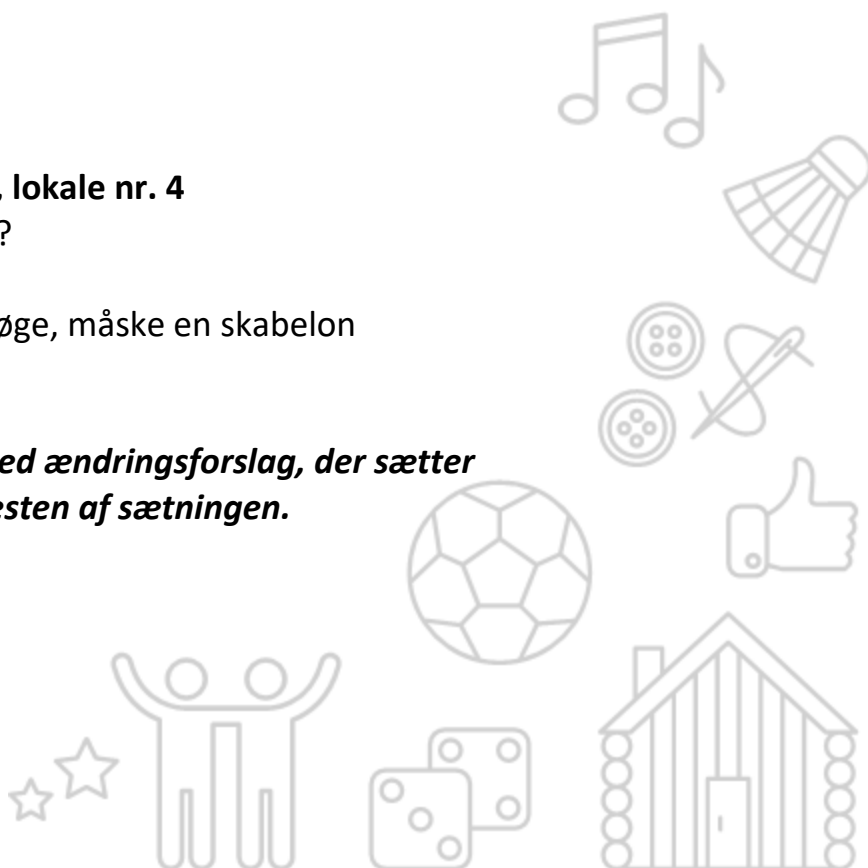 , lokale nr. 4
?
øge, måske en skabelon
ed ændringsforslag, der sætter
esten af sætningen.